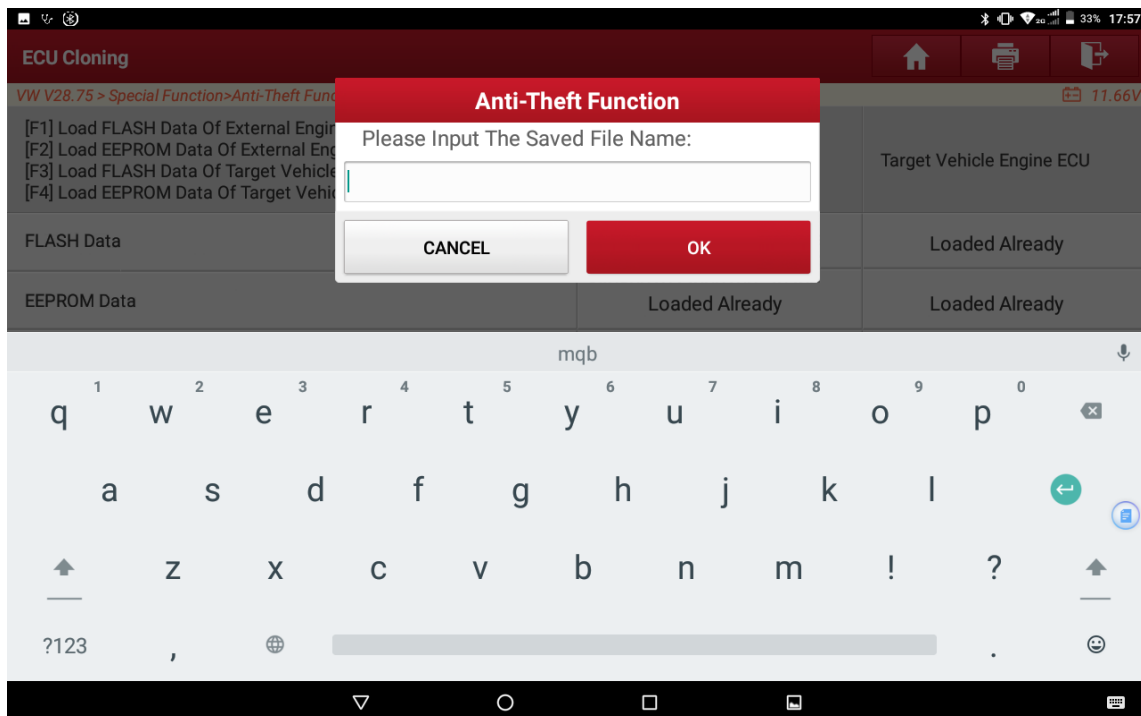 2G 33% 17:57
ECU Cloning
VW V28.75 > Special Function>Anti-Theft Func
11.66V
Anti-Theft Function
Please Input The Saved File Name:
CANCEL OK
[F1] Load FLASH Data Of External Engin
[F2] Load EEPROM Data Of External Eng
[F3] Load FLASH Data Of Target Vehicle
[F4] Load EEPROM Data Of Target Vehic
Target Vehicle Engine ECU
FLASH Data Loaded Already
EEPROM Data Loaded Already Loaded Already
mqb
1 2 3 4 5 6 7 8 9 0
q w e r t y u i o p
a s d f g h j k l
z x c v b n m ! ?
?123 , .